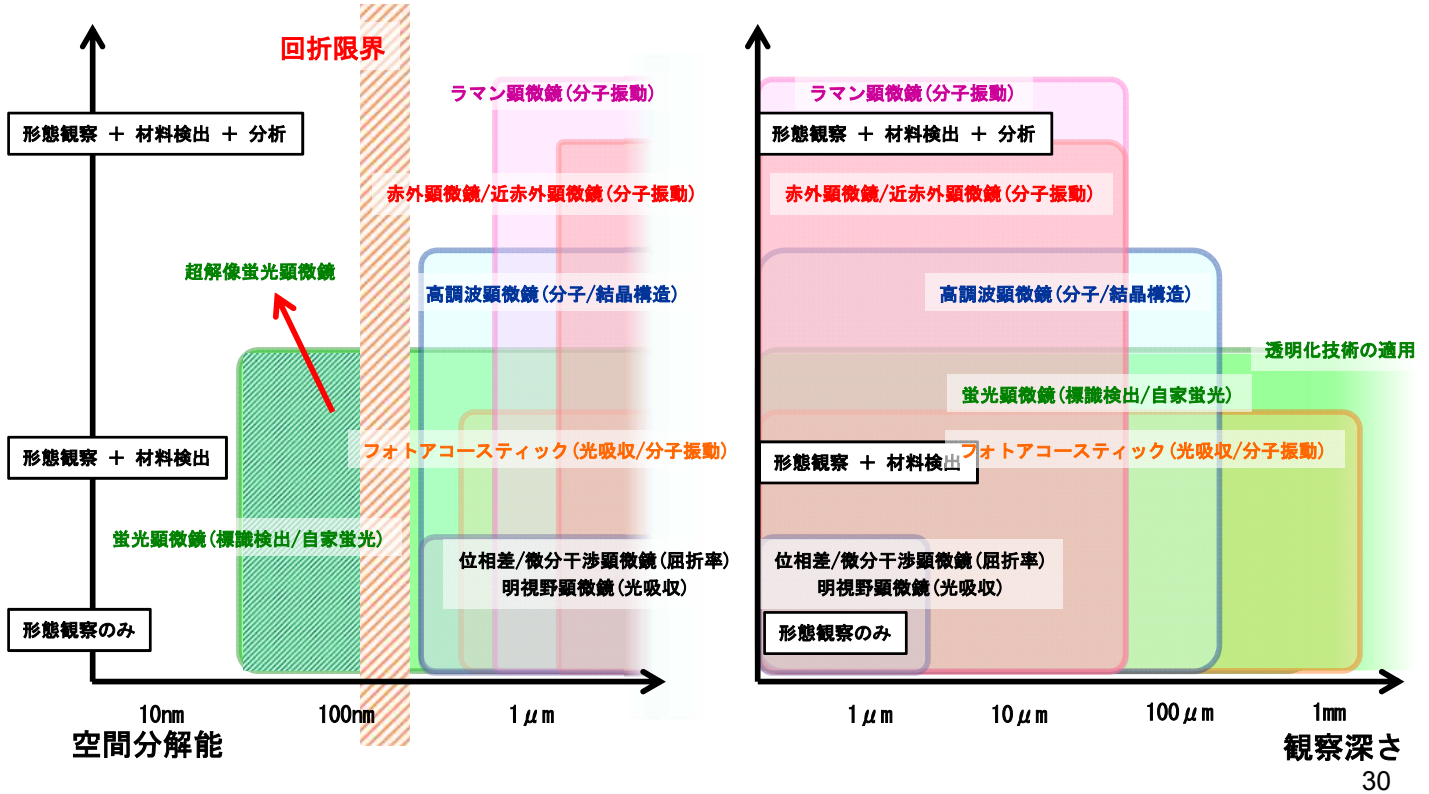 回折限界
ラマン顕微鏡(分子振動)
形態観察 ＋ 材料検出 ＋ 分析
赤外顕微鏡/近赤外顕微鏡(分子振動)
超解像蛍光顕微鏡
高調波顕微鏡(分子/結晶構造)
フォトアコースティック(光吸収/分子振動)
形態観察 ＋ 材料検出
蛍光顕微鏡(標識検出/自家蛍光)
位相差/微分干渉顕微鏡(屈折率)
明視野顕微鏡(光吸収)
形態観察のみ
10nm 100nm 1μm
空間分解能
ラマン顕微鏡(分子振動)
形態観察 ＋ 材料検出 ＋ 分析
赤外顕微鏡/近赤外顕微鏡(分子振動)
高調波顕微鏡(分子/結晶構造)
透明化技術の適用
蛍光顕微鏡(標識検出/自家蛍光)
フォトアコースティック(光吸収/分子振動)
形態観察 ＋ 材料検出
位相差/微分干渉顕微鏡(屈折率)
明視野顕微鏡(光吸収)
形態観察のみ
1μm 10μm 100μm 1mm
観察深さ
30